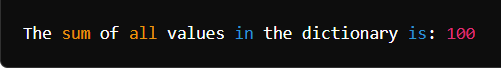 The sum of all values in the dictionary is: 100